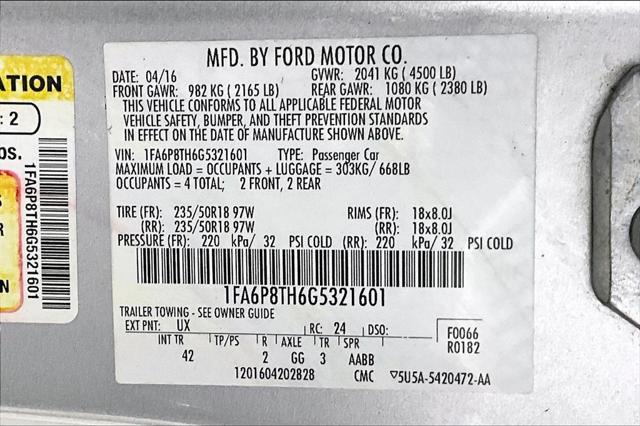 ATION
: 2
os.
S
R
1FA6P8TH6G5321601
MFD. BY FORD MOTOR CO.
DATE: 04/16 GVWR: 2041 KG ( 4500 LB)
FRONT GAWR: 982 KG ( 2165 LB) REAR GAWR: 1080 KG ( 2380 LB)
THIS VEHICLE CONFORMS TO ALL APPLICABLE FEDERAL MOTOR
VEHICLE SAFETY, BUMPER, AND THEFT PREVENTION STANDARDS
IN EFFECT ON THE DATE OF MANUFACTURE SHOWN ABOVE.
VIN: 1FA6P8TH6G5321601 TYPE: Passenger Car
MAXIMUM LOAD = OCCUPANTS + LUGGAGE = 303KG/ 668LB
OCCUPANTS = 4 TOTAL; 2 FRONT, 2 REAR
TIRE (FR): 235/50R18 97W RIMS (FR): 18x8.0J
(RR): 235/50R18 97W (RR): 18x8.0J
PRESSURE (FR): 220 kPa/ 32 PSI COLD (RR): 220 kPa/ 32 PSI COLD
1FA6P8TH6G5321601
TRAILER TOWING - SEE OWNER GUIDE
EXT PNT: UX RC: 24 DSO: F0066
R0182
INT TR TP/PS R AXLE TR SPR
42 2 GG 3 AABB
1201604202828 CMC ▽5U5A-5420472-AA